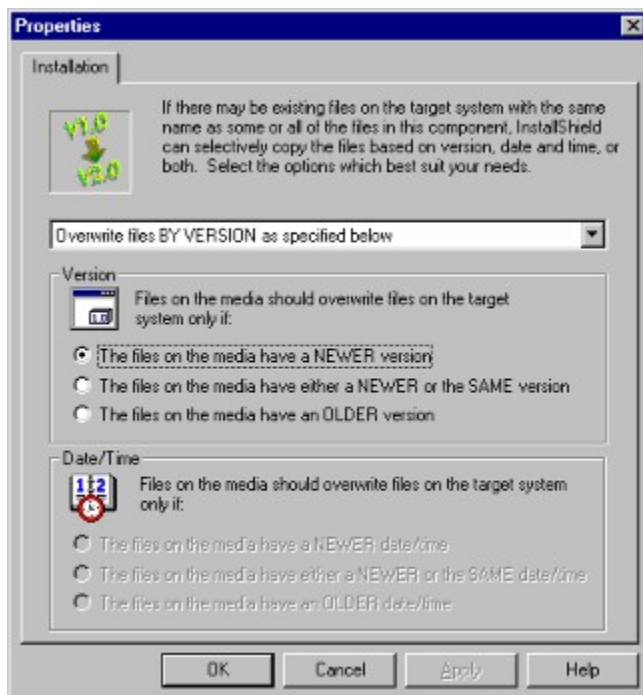 Properties
Installation
V1.0
V2.0
If there may be existing files on the target system with the same
name as some or all of the files in this component, InstallShield
can selectively copy the files based on version, date and time, or
both. Select the options which best suit your needs.
Overwrite files BY VERSION as specified below
Version
1.0
Files on the media should overwrite files on the target
system only if:
The files on the media have a NEWER version
The files on the media have either a NEWER or the SAME version
The files on the media have an OLDER version
Date/Time
1 2
Files on the media should overwrite files on the target system
only if:
The files on the media have a NEWER date/time
The files on the media have either a NEWER or the SAME date/time
The files on the media have an OLDER date/time
OK Cancel Apply Help